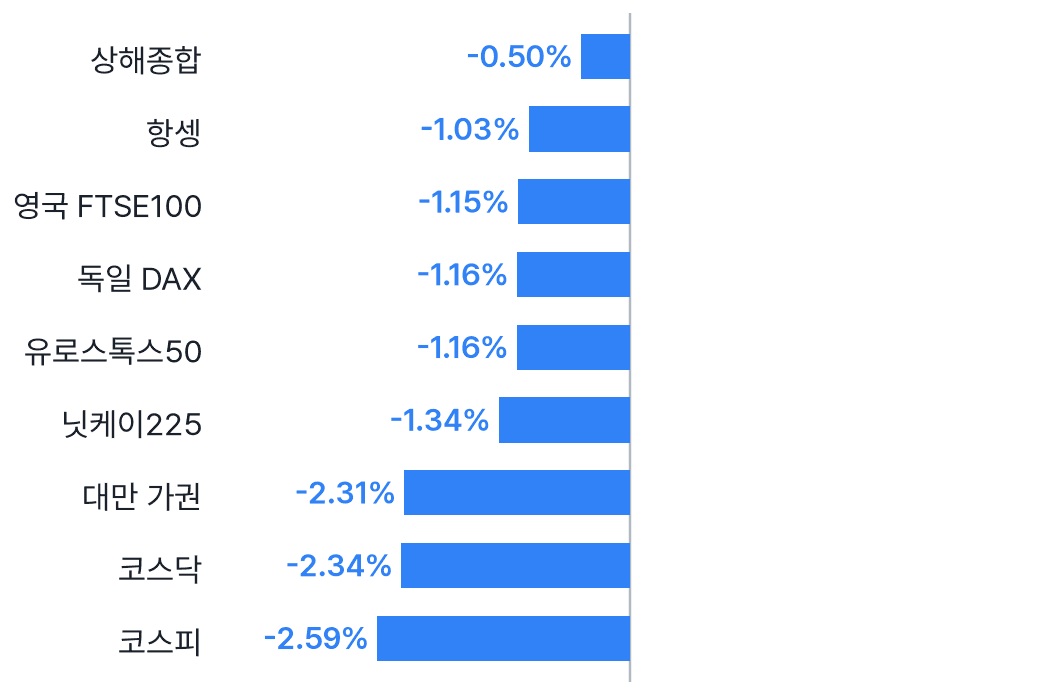 상해종합 -0.50%
항셍 -1.03%
영국 FTSE100 -1.15%
독일 DAX -1.16%
유로스톡스50 -1.16%
닛케이225 -1.34%
대만 가권 -2.31%
코스닥 -2.34%
코스피 -2.59%